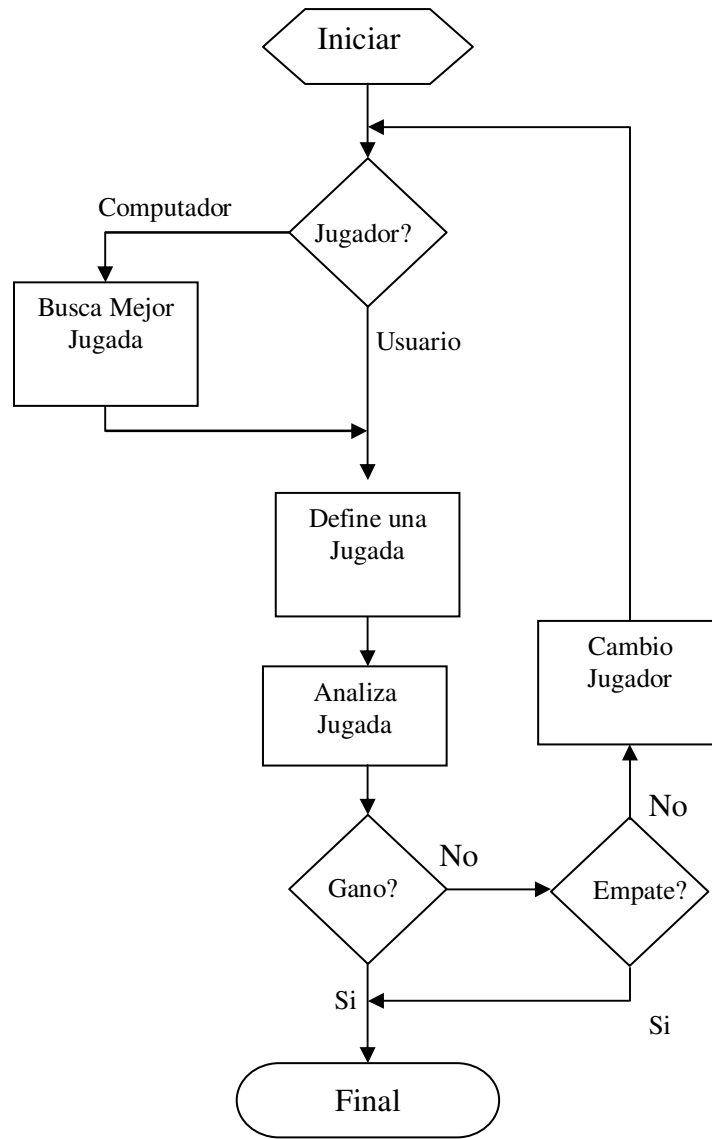 Iniciar
Computador
Jugador?
Busca Mejor
Jugada
Usuario
Define una
Jugada
Cambio
Jugador
Analiza
Jugada
No
No
Gano?
Empate?
Si
Si
Final